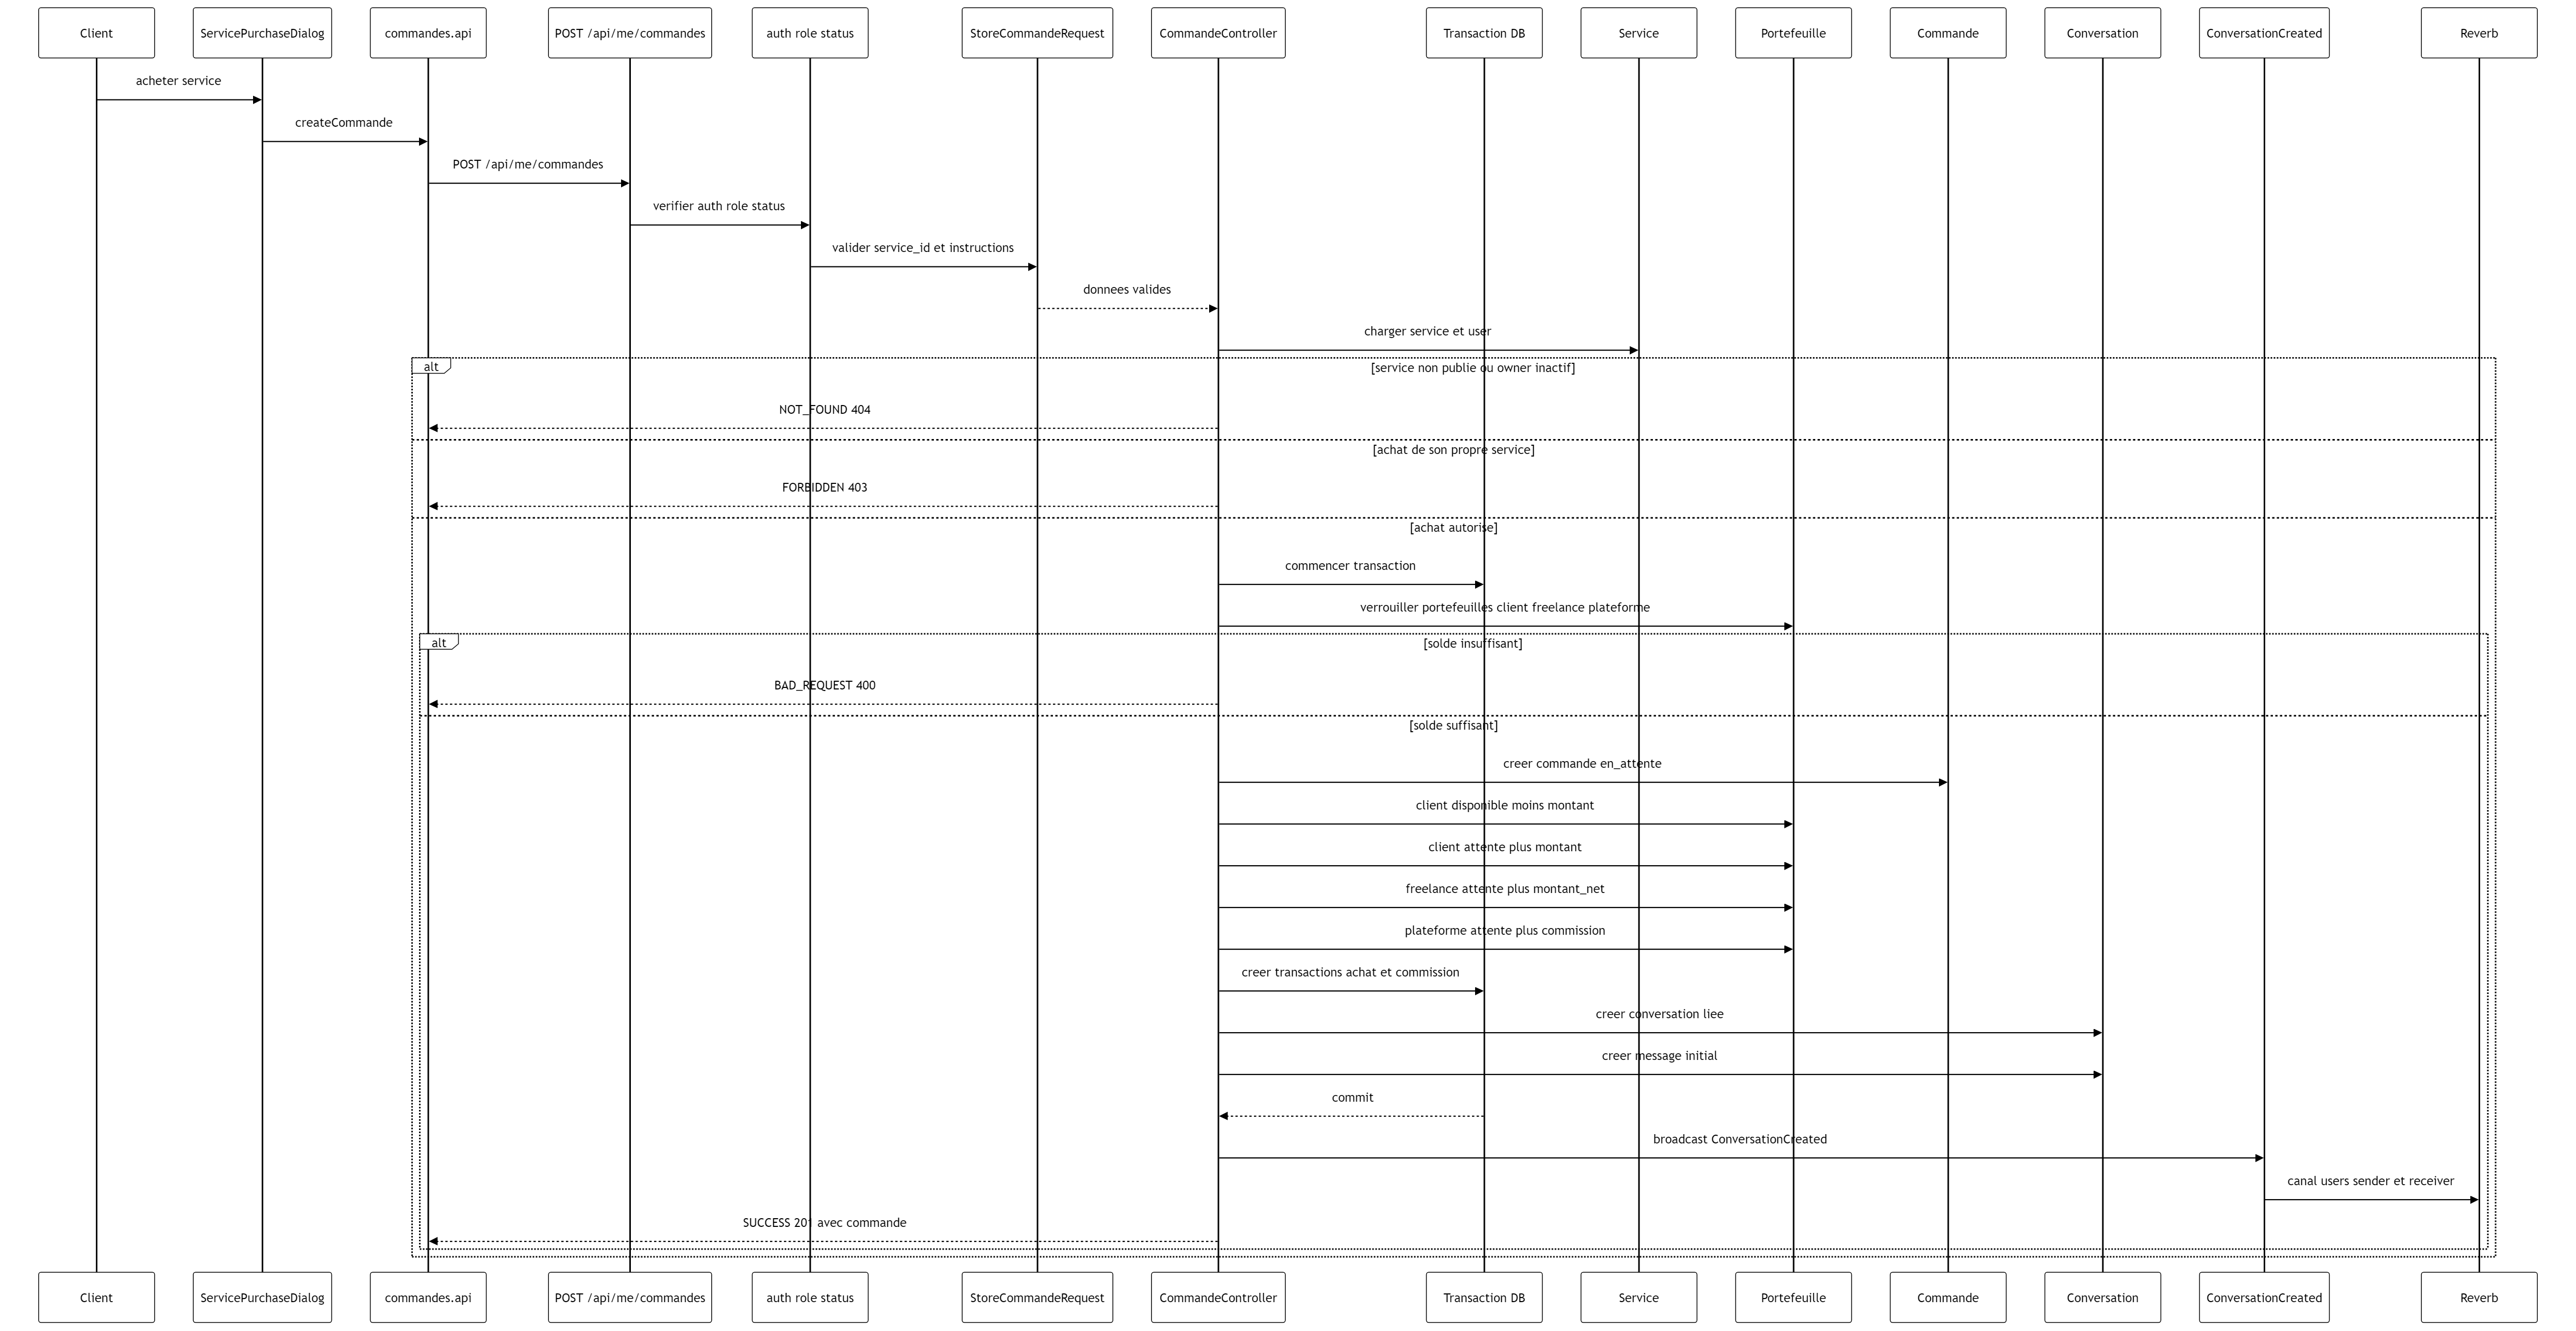 Client
ServicePurchaseDialog
commandes.api
POST /api/me/commandes
auth role status
StoreCommandeRequest
CommandeController
Transaction DB
Service
Portefeuille
Commande
Conversation
ConversationCreated
Reverb
acheter service
createCommande
POST /api/me/commandes
verifier auth role status
valider service_id et instructions
donnees valides
charger service et user
alt
[service non publie ou owner inactif]
NOT_FOUND 404
[achat de son propre service]
FORBIDDEN 403
[achat autorise]
commencer transaction
verrouiller portefeuilles client freelance plateforme
alt
[solde insuffisant]
BAD_REQUEST 400
[solde suffisant]
creer commande en_attente
client disponible moins montant
client attente plus montant
freelance attente plus montant_net
plateforme attente plus commission
creer transactions achat et commission
creer conversation liee
creer message initial
commit
broadcast ConversationCreated
canal users sender et receiver
SUCCESS 201 avec commande
Client
ServicePurchaseDialog
commandes.api
POST /api/me/commandes
auth role status
StoreCommandeRequest
CommandeController
Transaction DB
Service
Portefeuille
Commande
Conversation
ConversationCreated
Reverb